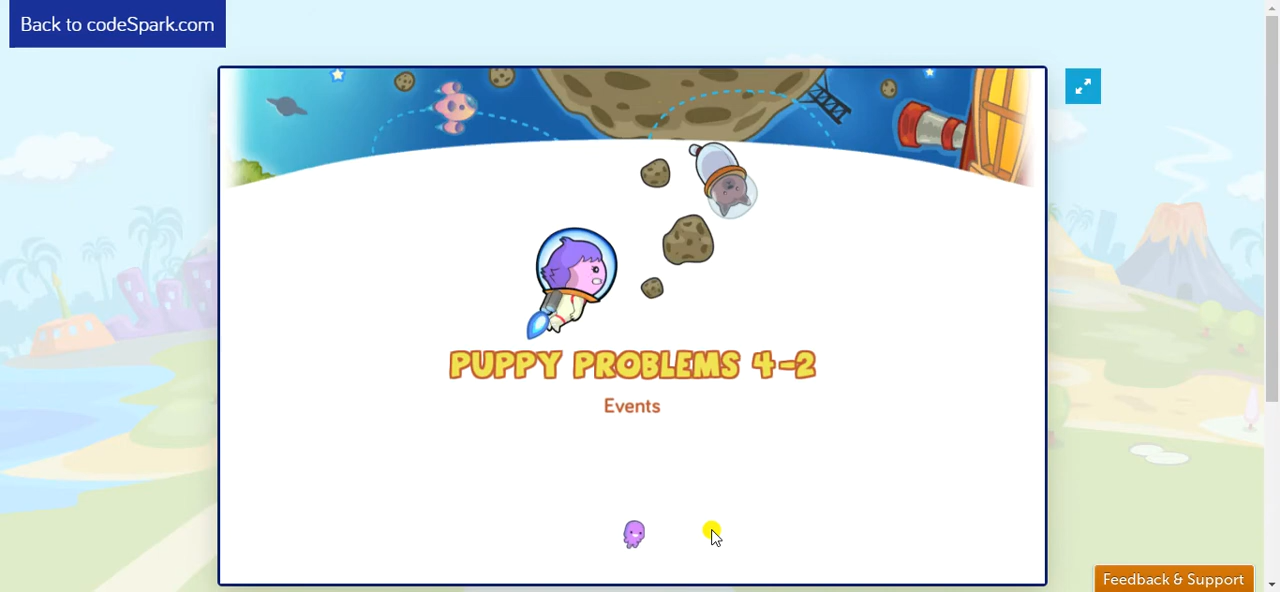 Back to codeSpark.com
PUPPY PROBLEMS 4-2
Events
Feedback & Support